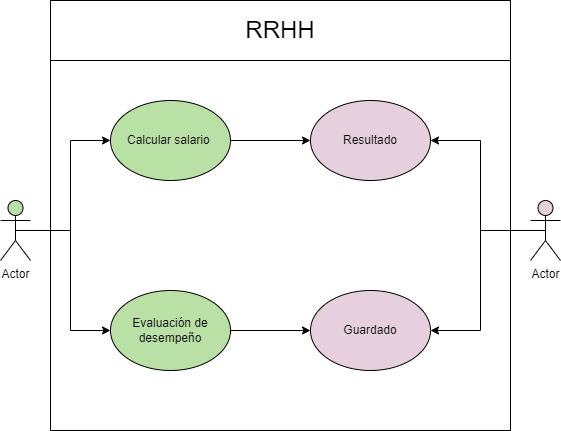 RRHH
Calcular salario
Resultado
Actor
Actor
Evaluación de
desempeño
Guardado